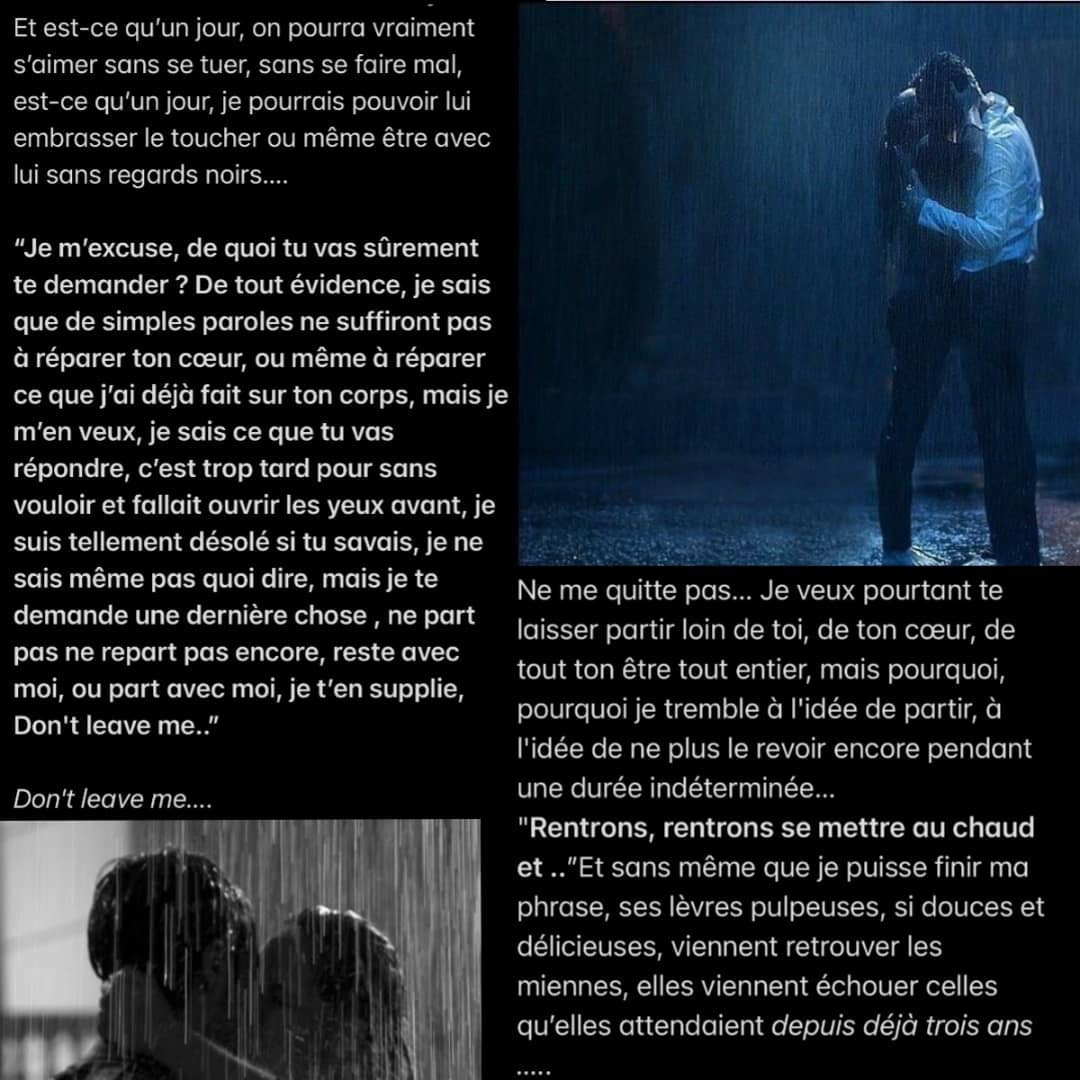 Et est-ce qu’un jour, on pourra vraiment
s’aimer sans se tuer, sans se faire mal,
est-ce qu’un jour, je pourrais pouvoir lui
embrasser le toucher ou même être avec
lui sans regards noirs....
“Je m’excuse, de quoi tu vas sûrement
te demander ? De tout évidence, je sais
que de simples paroles ne suffiront pas
à réparer ton cœur, ou même à réparer
ce que j’ai déjà fait sur ton corps, mais je
m’en veux, je sais ce que tu vas
répondre, c’est trop tard pour sans
vouloir et fallait ouvrir les yeux avant, je
suis tellement désolé si tu savais, je ne
sais même pas quoi dire, mais je te
demande une dernière chose , ne part
pas ne repart pas encore, reste avec
moi, ou part avec moi, je t’en supplie,
Don't leave me..”
Don't leave me....
Ne me quitte pas... Je veux pourtant te
laisser partir loin de toi, de ton cœur, de
tout ton être tout entier, mais pourquoi,
pourquoi je tremble à l'idée de partir, à
l'idée de ne plus le revoir encore pendant
une durée indéterminée...
"Rentrons, rentrons se mettre au chaud
et ..”Et sans même que je puisse finir ma
phrase, ses lèvres pulpeuses, si douces et
délicieuses, viennent retrouver les
miennes, elles viennent échouer celles
qu’elles attendaient depuis déjà trois ans
.....